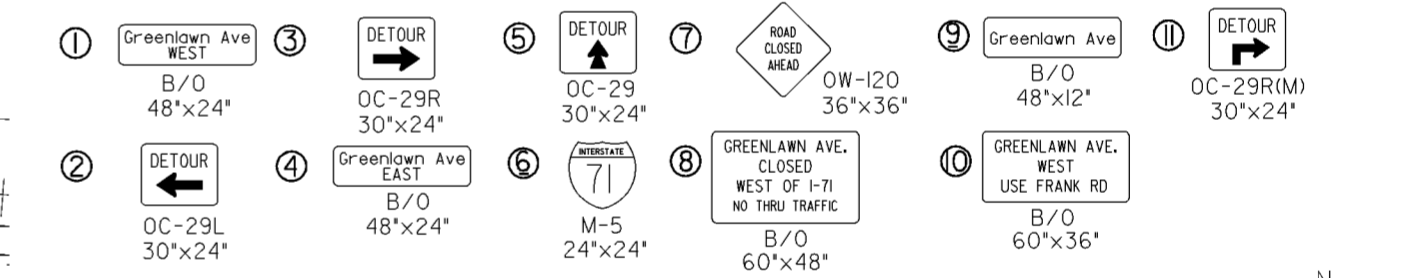 1
Greenlawn Ave
WEST
B/O
48"x24"
2
DETOUR
OC-29L
30"x24"
3
DETOUR
OC-29R
30"x24"
4
Greenlawn Ave
EAST
B/O
48"x24"
5
DETOUR
OC-29
30"x24"
6
INTERSTATE
71
M-5
24"x24"
7
ROAD
CLOSED
AHEAD
OW-120
36"x36"
8
GREENLAWN AVE.
CLOSED
WEST OF I-71
NO THRU TRAFFIC
B/O
60"x48"
9
Greenlawn Ave
B/O
48"x12"
10
GREENLAWN AVE.
WEST
USE FRANK RD
B/O
60"x36"
11
DETOUR
OC-29R(M)
30"x24"